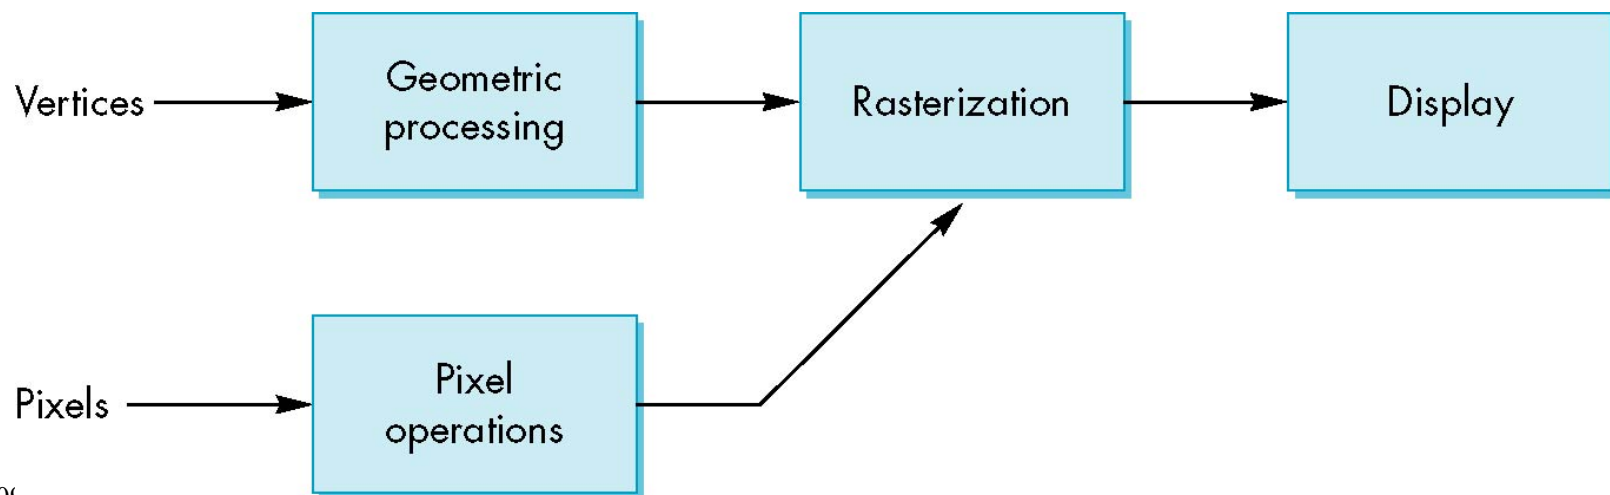 Vertices
Geometric
processing
Rasterization
Display
Pixels
Pixel
operations